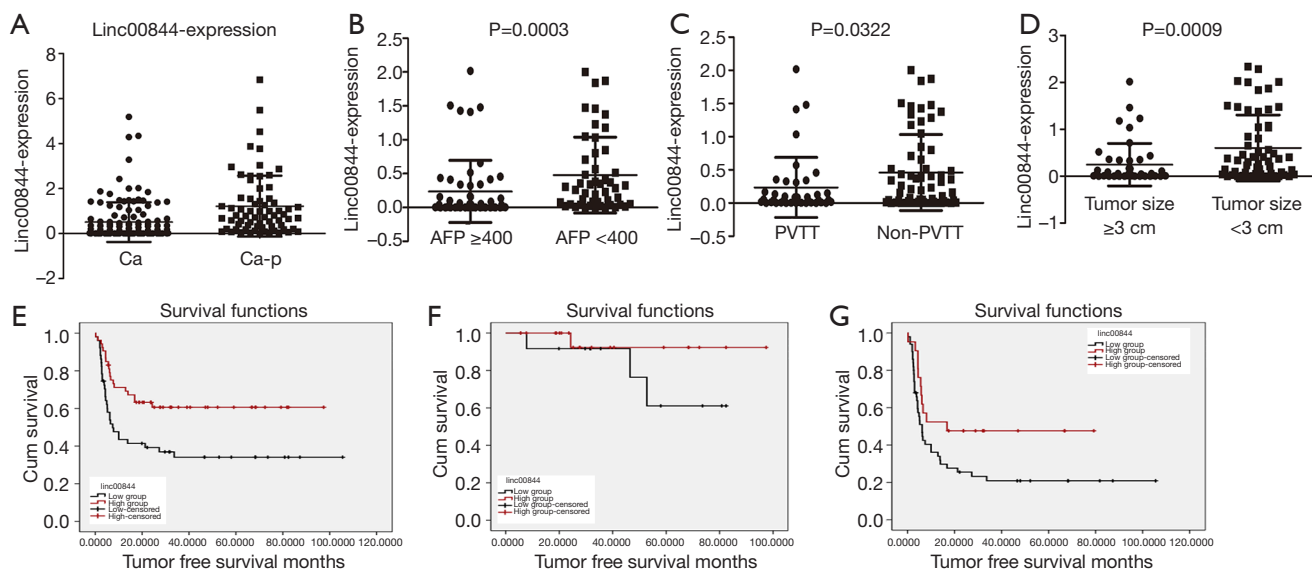 A
Linc00844-expression
Linc00844-expression
8
6
4
2
0
−2
Ca
Ca-p
B
P=0.0003
Linc00844-expression
2.5
2.0
1.5
1.0
0.5
0.0
−0.5
AFP ≥400
AFP <400
C
P=0.0322
Linc00844-expression
2.5
2.0
1.5
1.0
0.5
0.0
−0.5
PVTT
Non-PVTT
D
P=0.0009
Linc00844-expression
3
2
1
0
−1
Tumor size
≥3 cm
Tumor size
<3 cm
E
Survival functions
Cum survival
1.0
0.8
0.6
0.4
0.2
0.0
linc00844
Low group
High group
Low-censored
High-censored
0.0000 20.0000 40.0000 60.0000 80.0000 100.0000 120.0000
Tumor free survival months
F
Survival functions
Cum survival
1.0
0.8
0.6
0.4
0.2
0.0
linc00844
Low group
High group
Low group-censored
High group-censored
0.0000 20.0000 40.0000 60.0000 80.0000 100.0000
Tumor free survival months
G
Survival functions
Cum survival
1.0
0.8
0.6
0.4
0.2
0.0
linc00844
Low group
High group
Low group-censored
High group-censored
0.0000 20.0000 40.0000 60.0000 80.0000 100.0000 120.0000
Tumor free survival months